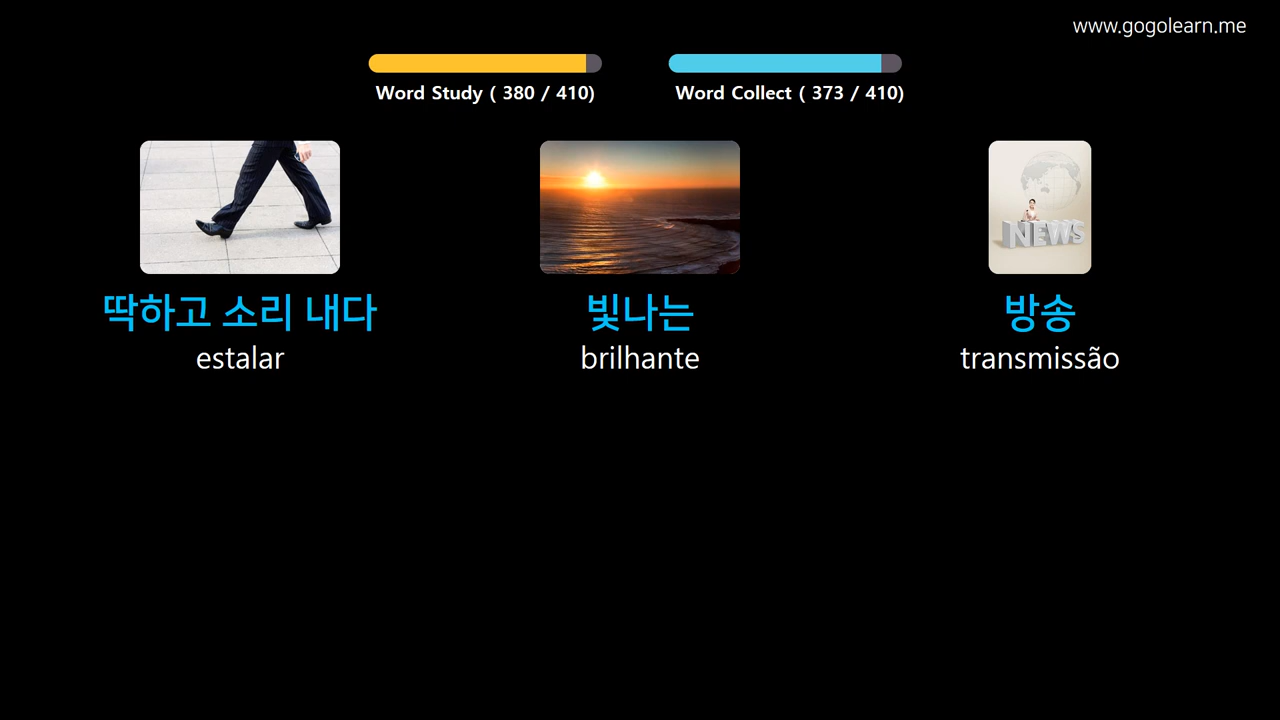 www.gogolearn.me
Word Study ( 380 / 410)
Word Collect ( 373 / 410)
NEWS
딱하고 소리 내다
빛나는
방송
estalar
brilhante
transmissão